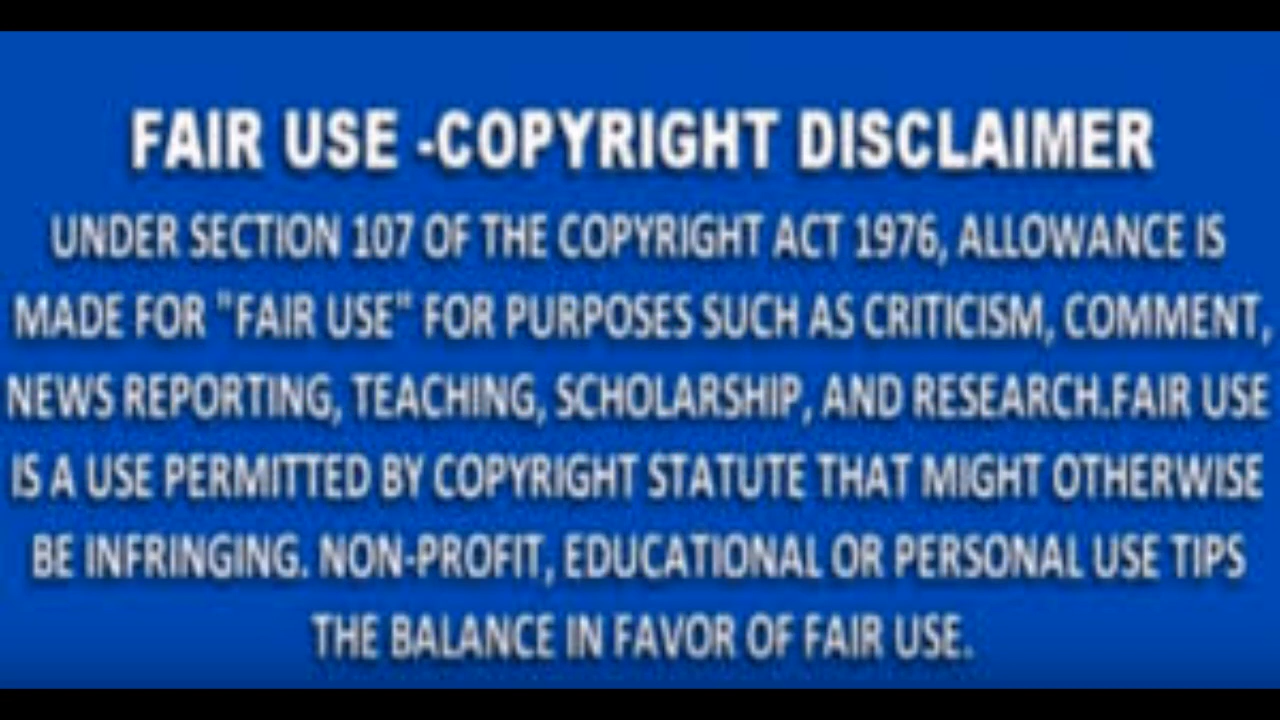 FAIR USE -COPYRIGHT DISCLAIMER
UNDER SECTION 107 OF THE COPYRIGHT ACT 1976, ALLOWANCE IS
MADE FOR "FAIR USE" FOR PURPOSES SUCH AS CRITICISM, COMMENT,
NEWS REPORTING, TEACHING, SCHOLARSHIP, AND RESEARCH.FAIR USE
IS A USE PERMITTED BY COPYRIGHT STATUTE THAT MIGHT OTHERWISE
BE INFRINGING. NON-PROFIT, EDUCATIONAL OR PERSONAL USE TIPS
THE BALANCE IN FAVOR OF FAIR USE.